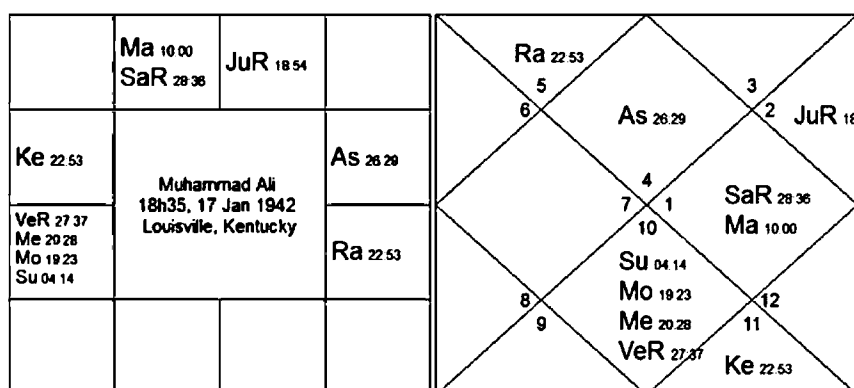 Ma 10:00
SaR 28:36
JuR 18:54
Ke 22:53
As 26:29
Muhammad Ali
18h35, 17 Jan 1942
Louisville, Kentucky
VeR 27:37
Me 20:28
Mo 19:23
Su 04:14
Ra 22:53
Ra 22:53
5
3
6
2
As 26:29
JuR 18
4
SaR 28:36
7
1
Ma 10:00
10
Su 04:14
Mo 19:23
8
12
Me 20:28
9
11
VeR 27:37
Ke 22:53